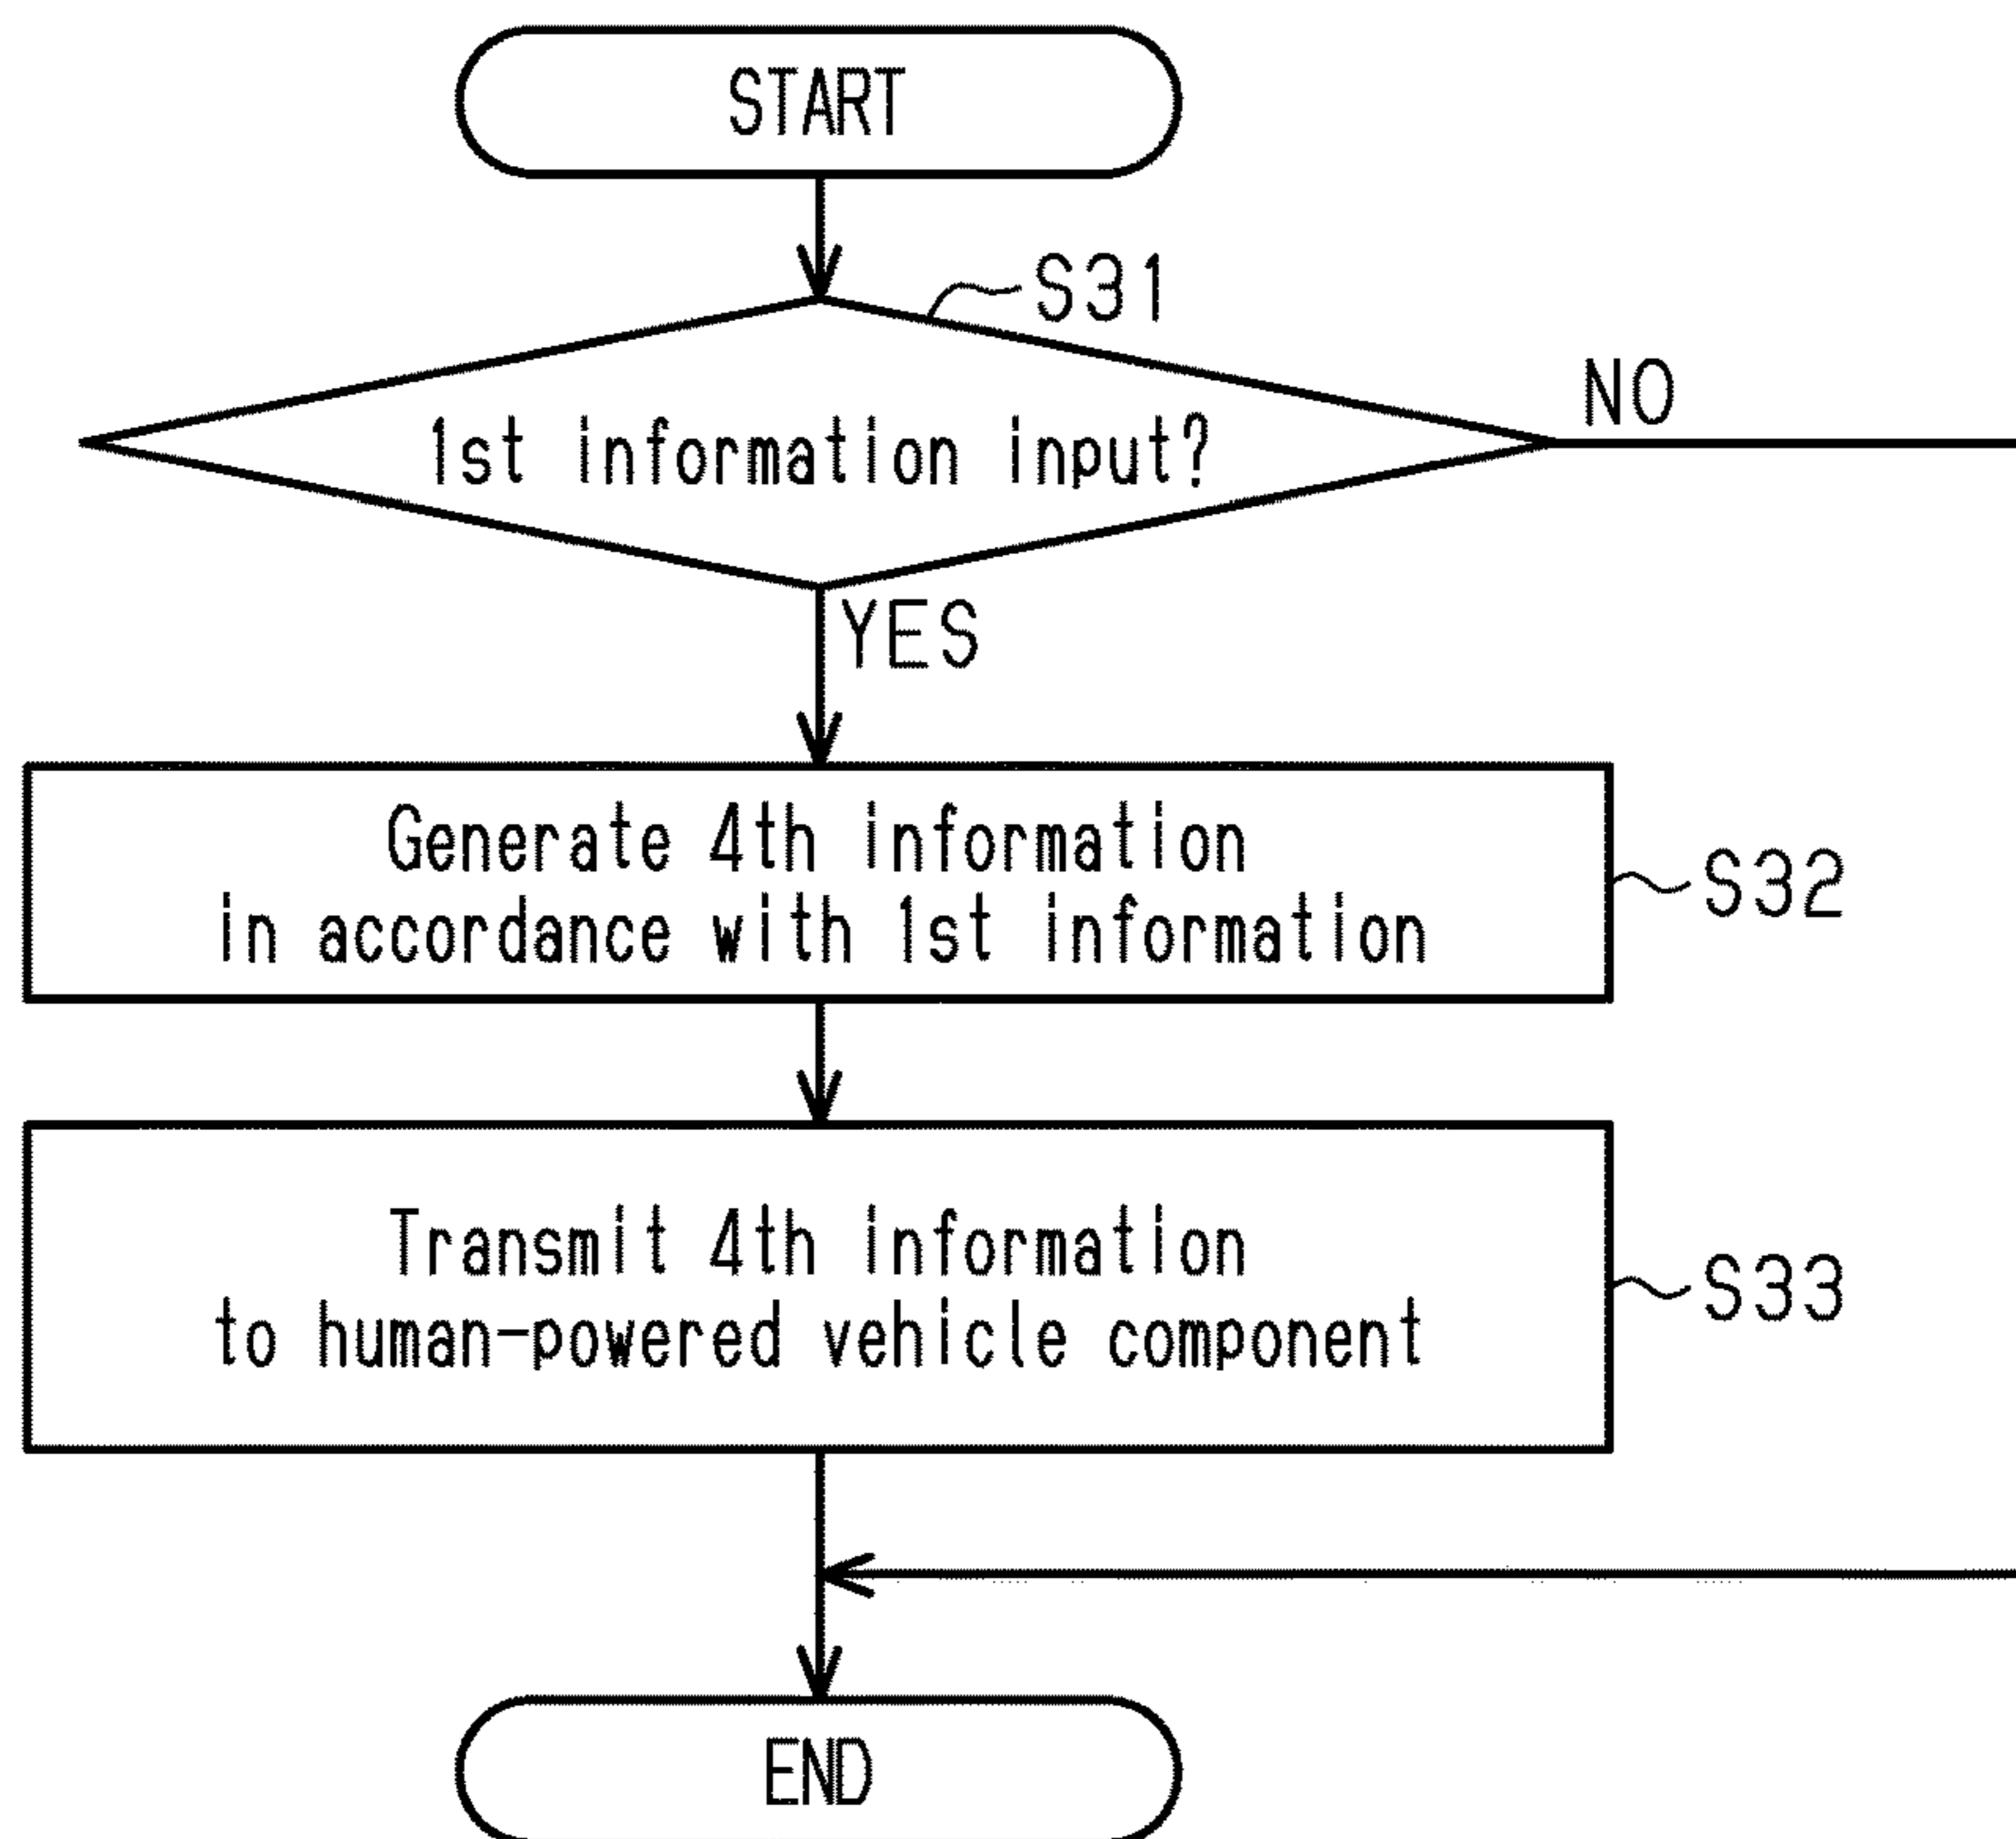 START
S31
1st information input?
NO
YES
Generate 4th information
in accordance with 1st information
S32
Transmit 4th information
to human-powered vehicle component
S33
END